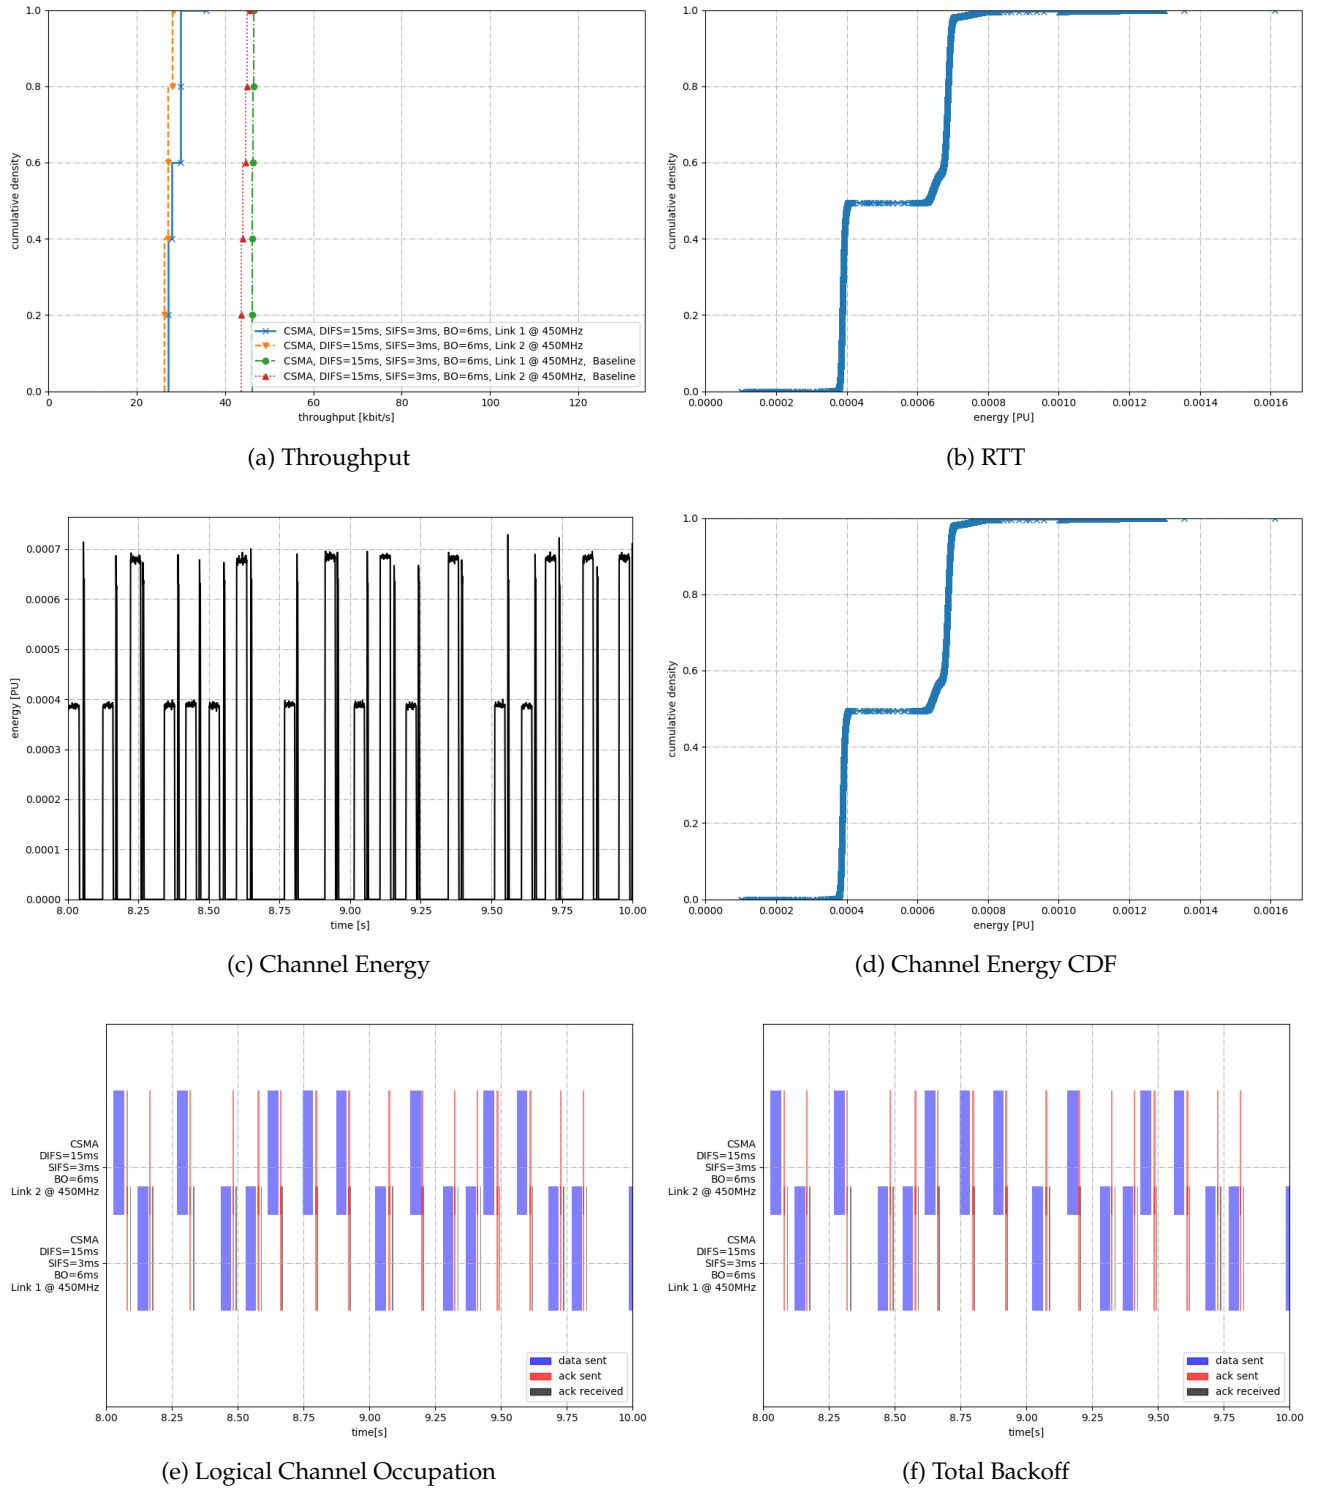 1.0
0.8
0.6
0.4
0.2
0.0
cumulative density
0 20 40 60 80 100 120
throughput [kbit/s]
CSMA, DIFS=15ms, SIFS=3ms, BO=6ms, Link 1 @ 450MHz
CSMA, DIFS=15ms, SIFS=3ms, BO=6ms, Link 2 @ 450MHz
CSMA, DIFS=15ms, SIFS=3ms, BO=6ms, Link 1 @ 450MHz, Baseline
CSMA, DIFS=15ms, SIFS=3ms, BO=6ms, Link 2 @ 450MHz, Baseline
(a) Throughput
1.0
0.8
0.6
0.4
0.2
0.0
cumulative density
0.0000 0.0002 0.0004 0.0006 0.0008 0.0010 0.0012 0.0014 0.0016
energy [PU]
(b) RTT
0.0007
0.0006
0.0005
0.0004
0.0003
0.0002
0.0001
0.0000
energy [PU]
8.00 8.25 8.50 8.75 9.00 9.25 9.50 9.75 10.00
time [s]
(c) Channel Energy
1.0
0.8
0.6
0.4
0.2
0.0
cumulative density
0.0000 0.0002 0.0004 0.0006 0.0008 0.0010 0.0012 0.0014 0.0016
energy [PU]
(d) Channel Energy CDF
CSMA
DIFS=15ms
SIFS=3ms
BO=6ms
Link 2 @ 450MHz
CSMA
DIFS=15ms
SIFS=3ms
BO=6ms
Link 1 @ 450MHz
data sent
ack sent
ack received
8.00 8.25 8.50 8.75 9.00 9.25 9.50 9.75 10.00
time[s]
(e) Logical Channel Occupation
CSMA
DIFS=15ms
SIFS=3ms
BO=6ms
Link 2 @ 450MHz
CSMA
DIFS=15ms
SIFS=3ms
BO=6ms
Link 1 @ 450MHz
data sent
ack sent
ack received
8.00 8.25 8.50 8.75 9.00 9.25 9.50 9.75 10.00
time[s]
(f) Total Backoff